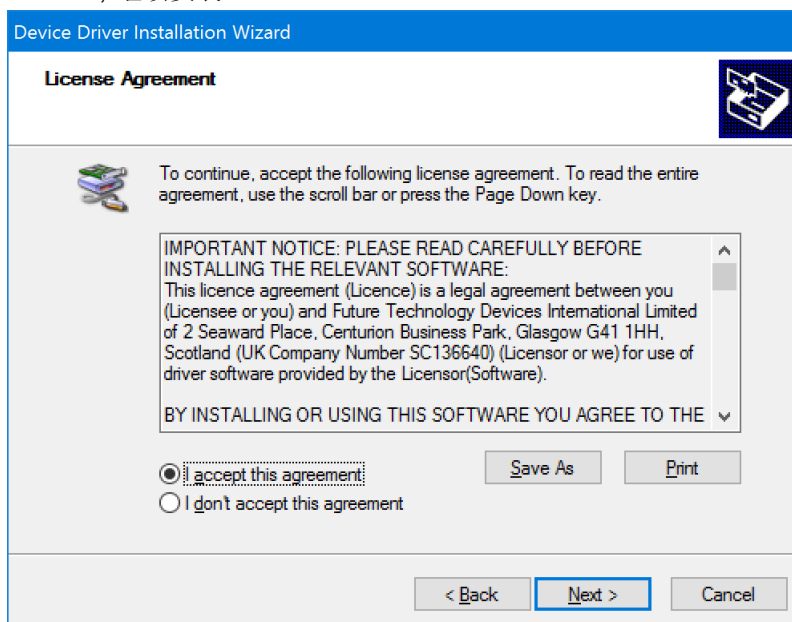 Device Driver Installation Wizard
License Agreement
To continue, accept the following license agreement. To read the entire
agreement, use the scroll bar or press the Page Down key.
IMPORTANT NOTICE: PLEASE READ CAREFULLY BEFORE
INSTALLING THE RELEVANT SOFTWARE:
This licence agreement (Licence) is a legal agreement between you
(Licensee or you) and Future Technology Devices International Limited
of 2 Seaward Place, Centurion Business Park, Glasgow G41 1HH,
Scotland (UK Company Number SC136640) (Licensor or we) for use of
driver software provided by the Licensor(Software).
BY INSTALLING OR USING THIS SOFTWARE YOU AGREE TO THE
I accept this agreement
Save As
Print
I don't accept this agreement
< Back
Next >
Cancel